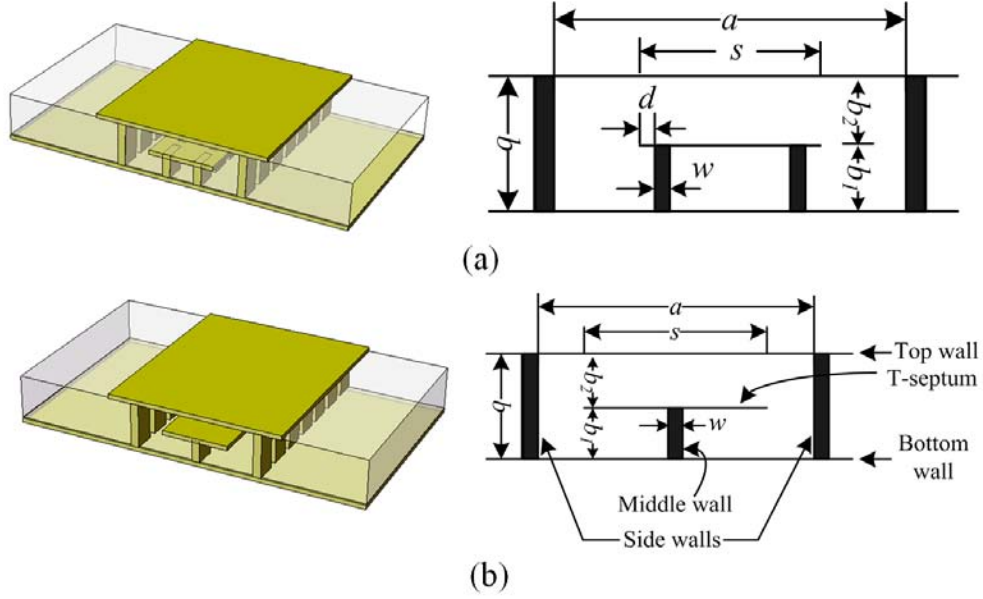 a
s
d
b
b2
w
b1
(a)
a
s
Top wall
T-septum
b2
b
b1
w
Bottom wall
Middle wall
Side walls
(b)